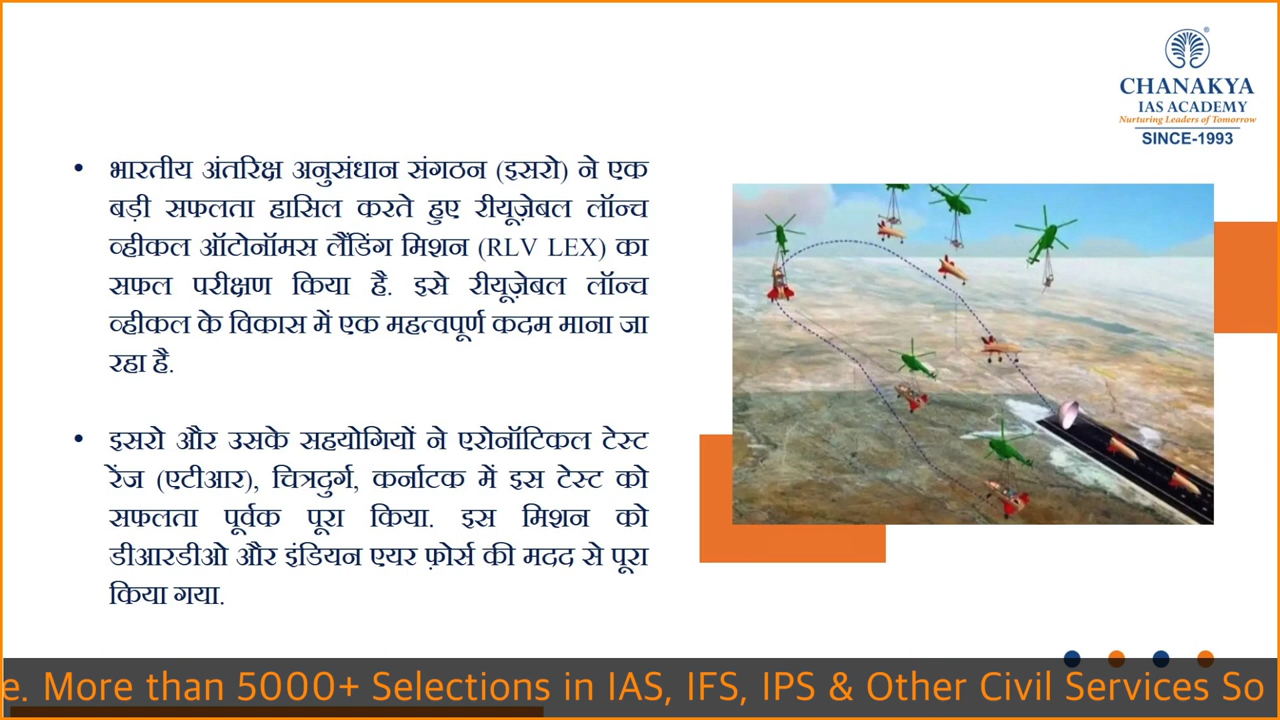 CHANAKYA
IAS ACADEMY
Nurturing Leaders of Tomorrow
SINCE-1993
• भारतीय अंतरिक्ष अनुसंधान संगठन (इसरो) ने एक
बड़ी सफलता हासिल करते हुए रीयूज़ेबल लॉन्च
व्हीकल ऑटोनॉमस लैंडिंग मिशन (RLV LEX) का
सफल परीक्षण किया है. इसे रीयूज़ेबल लॉन्च
व्हीकल के विकास में एक महत्वपूर्ण कदम माना जा
रहा है.
• इसरो और उसके सहयोगियों ने एरोनॉटिकल टेस्ट
रेंज (एटीआर), चित्रदुर्ग, कर्नाटक में इस टेस्ट को
सफलता पूर्वक पूरा किया. इस मिशन को
डीआरडीओ और इंडियन एयर फ़ोर्स की मदद से पूरा
किया गया.
e. More than 5000+ Selections in IAS, IFS, IPS & Other Civil Services So